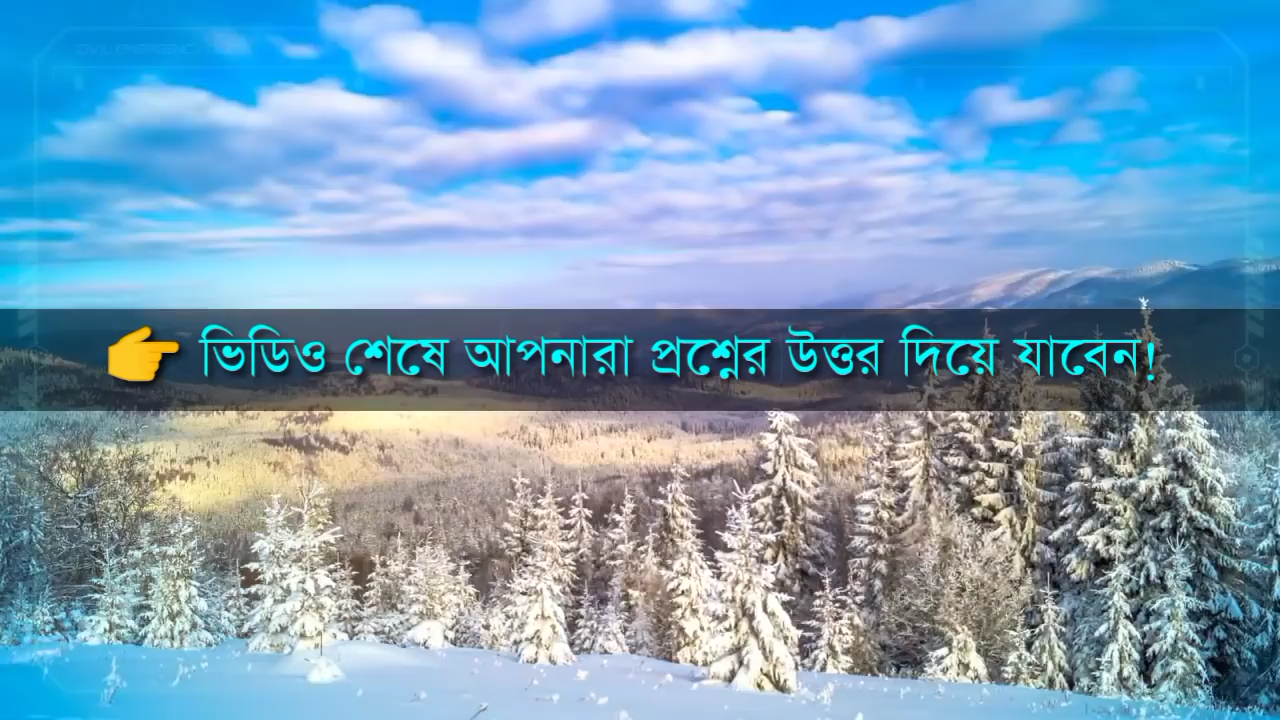 👉 ভিডিও শেষে আপনারা প্রশ্নের উত্তর দিয়ে যাবেন!